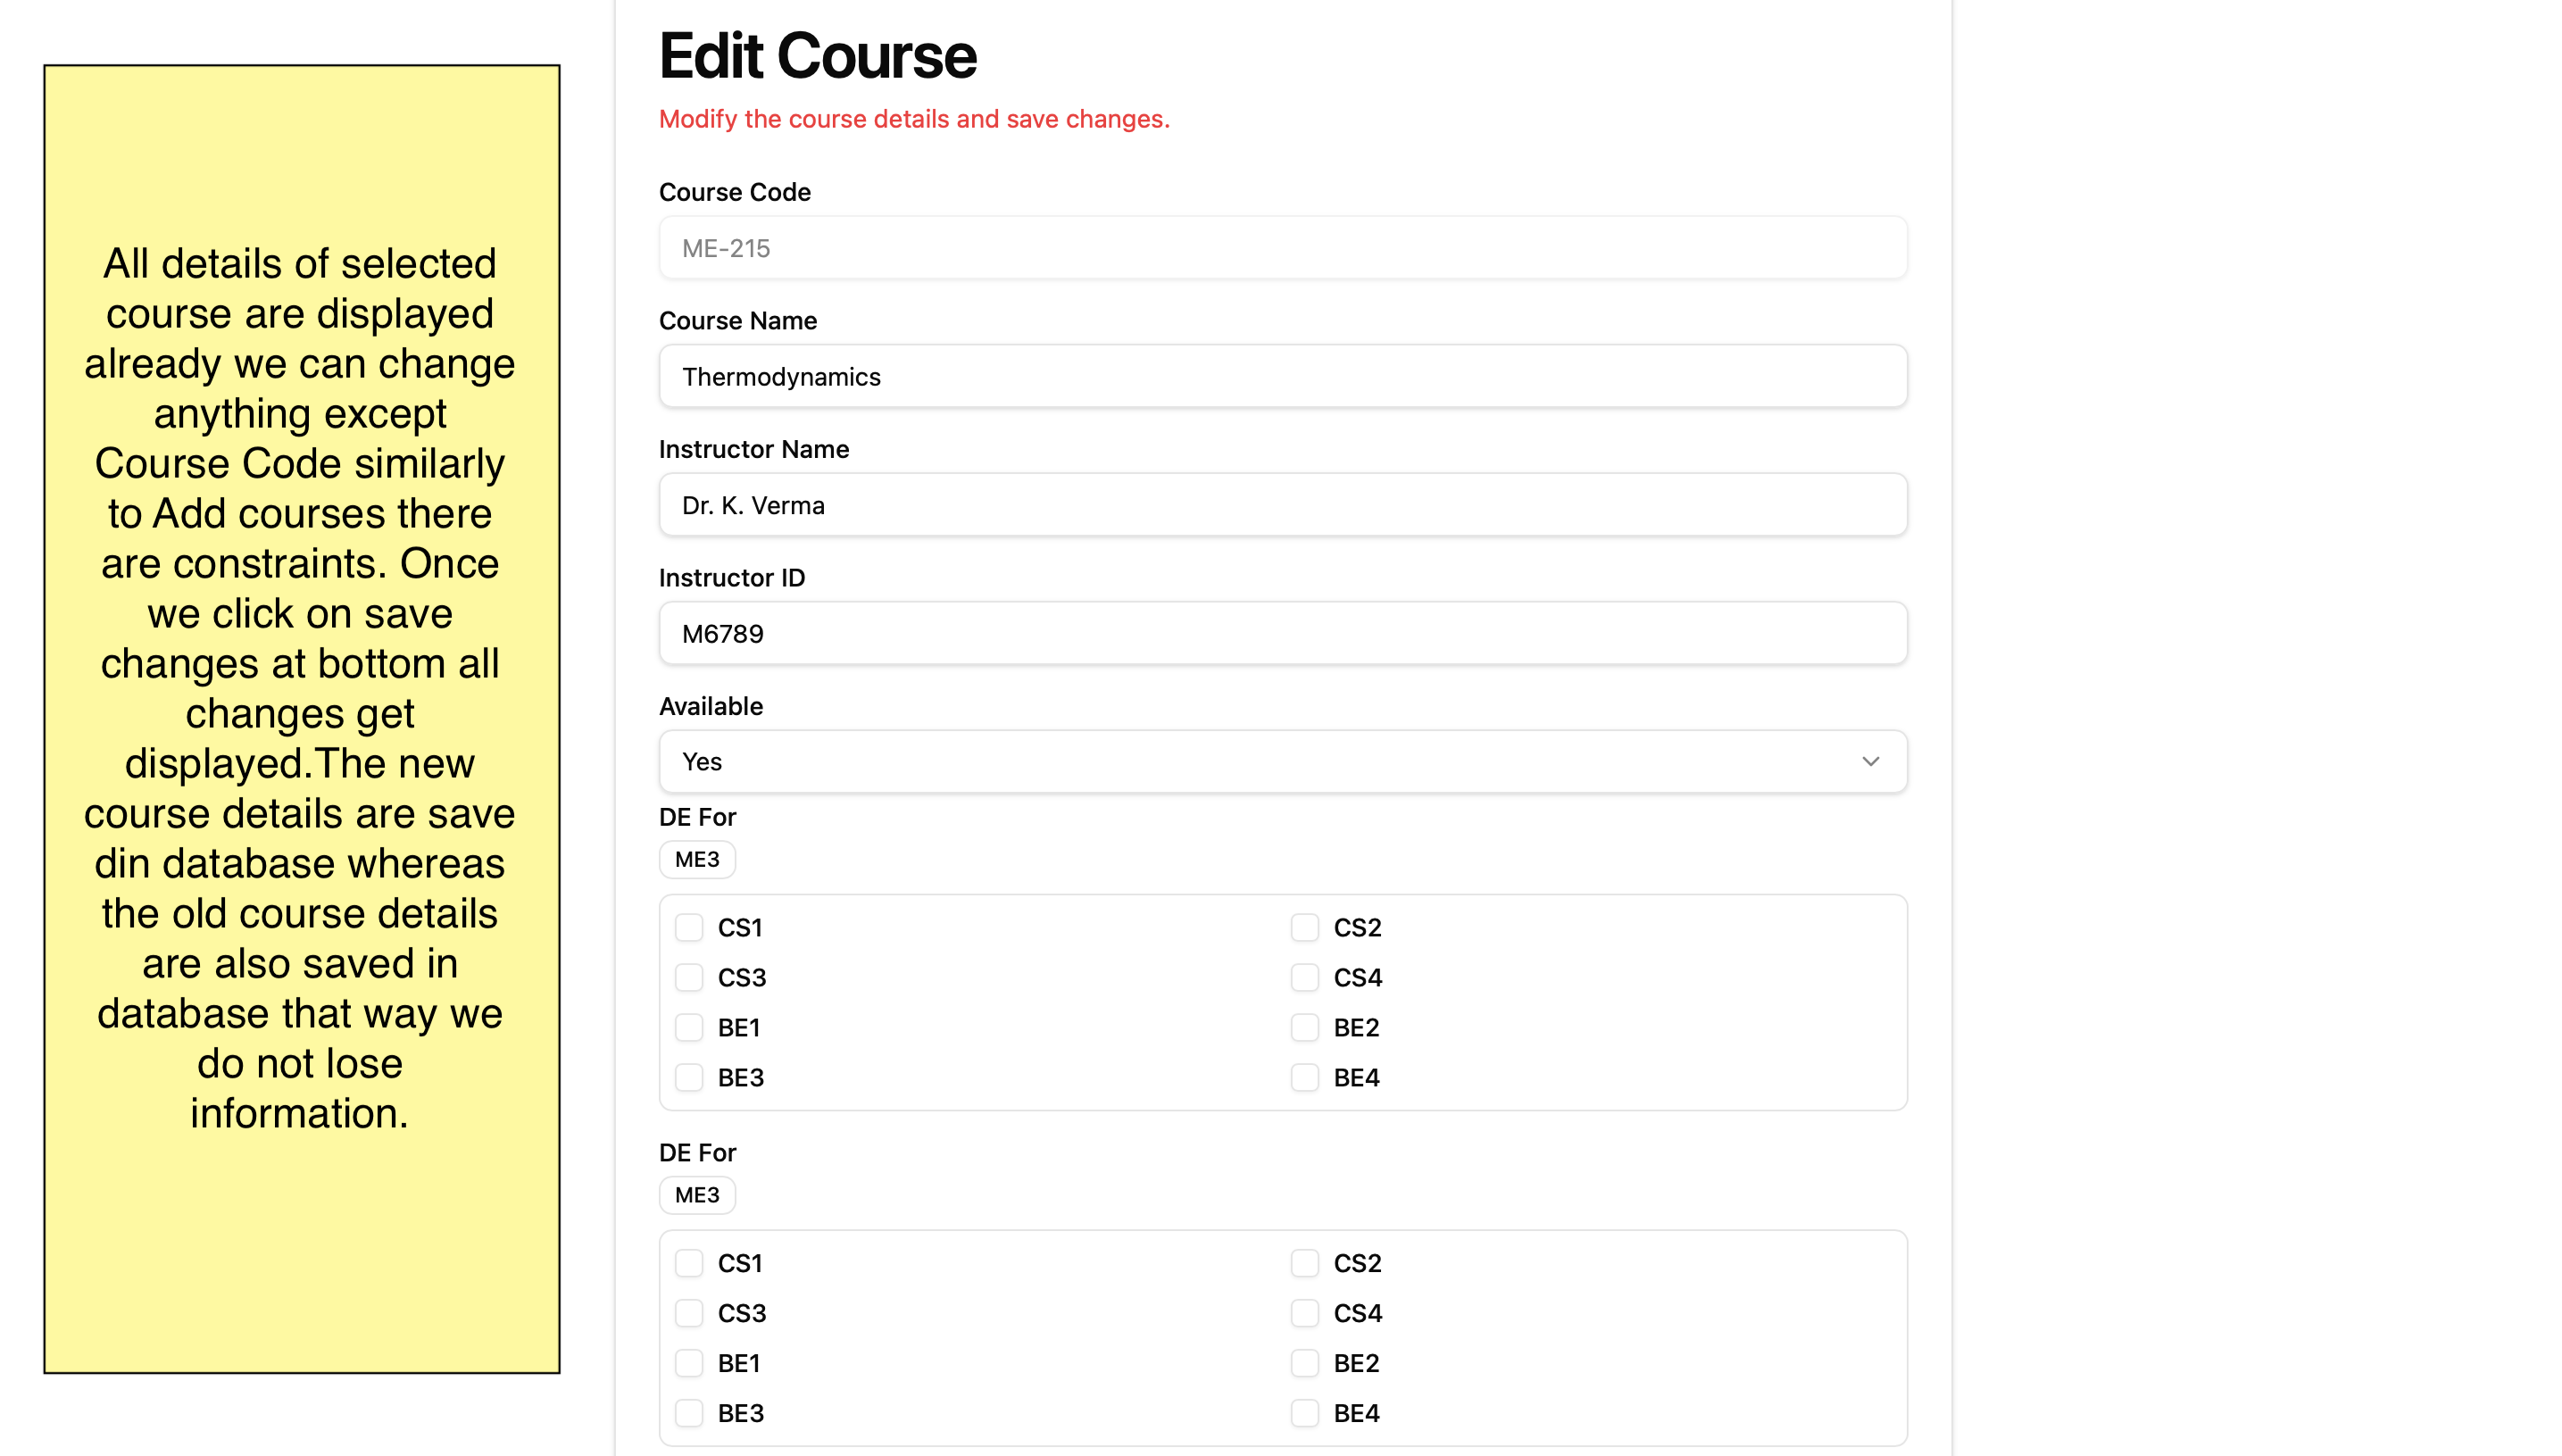 All details of selected
course are displayed
already we can change
anything except
Course Code similarly
to Add courses there
are constraints. Once
we click on save
changes at bottom all
changes get
displayed.The new
course details are save
din database whereas
the old course details
are also saved in
database that way we
do not lose
information.
Edit Course
Modify the course details and save changes.
Course Code
ME-215
Course Name
Thermodynamics
Instructor Name
Dr. K. Verma
Instructor ID
M6789
Available
Yes
DE For
ME3
CS1 CS2
CS3 CS4
BE1 BE2
BE3 BE4
DE For
ME3
CS1 CS2
CS3 CS4
BE1 BE2
BE3 BE4